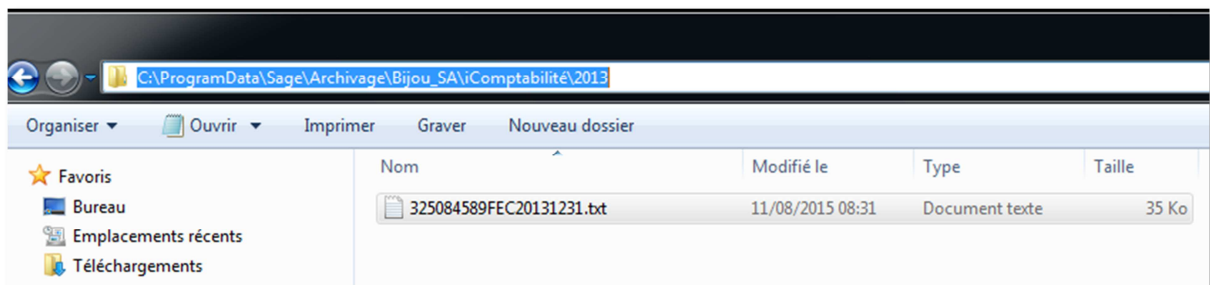 C:\ProgramData\Sage\Archivage\Bijou_SA\iComptabilité\2013
Organiser Ouvrir Imprimer Graver Nouveau dossier
Favoris
Bureau
Emplacements récents
Téléchargements
Nom Modifié le Type Taille
325084589FEC20131231.txt 11/08/2015 08:31 Document texte 35 Ko